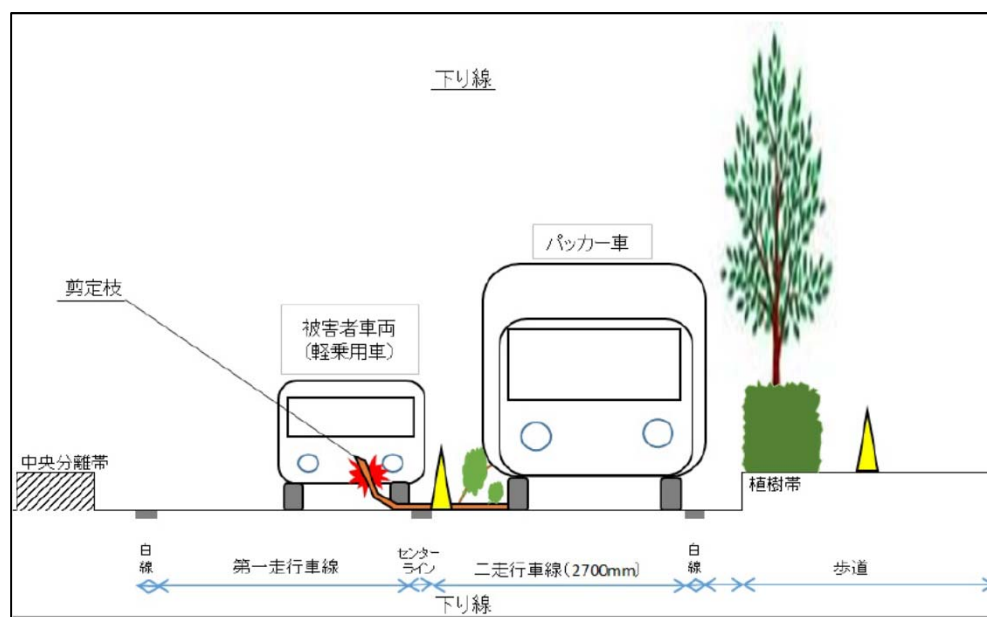 下り線
パッカー車
剪定枝
被害者車両
(軽乗用車)
中央分離帯
植樹帯
白
線
第一走行車線
センター
ライン
二走行車線(2700mm)
白
線
歩道
下り線